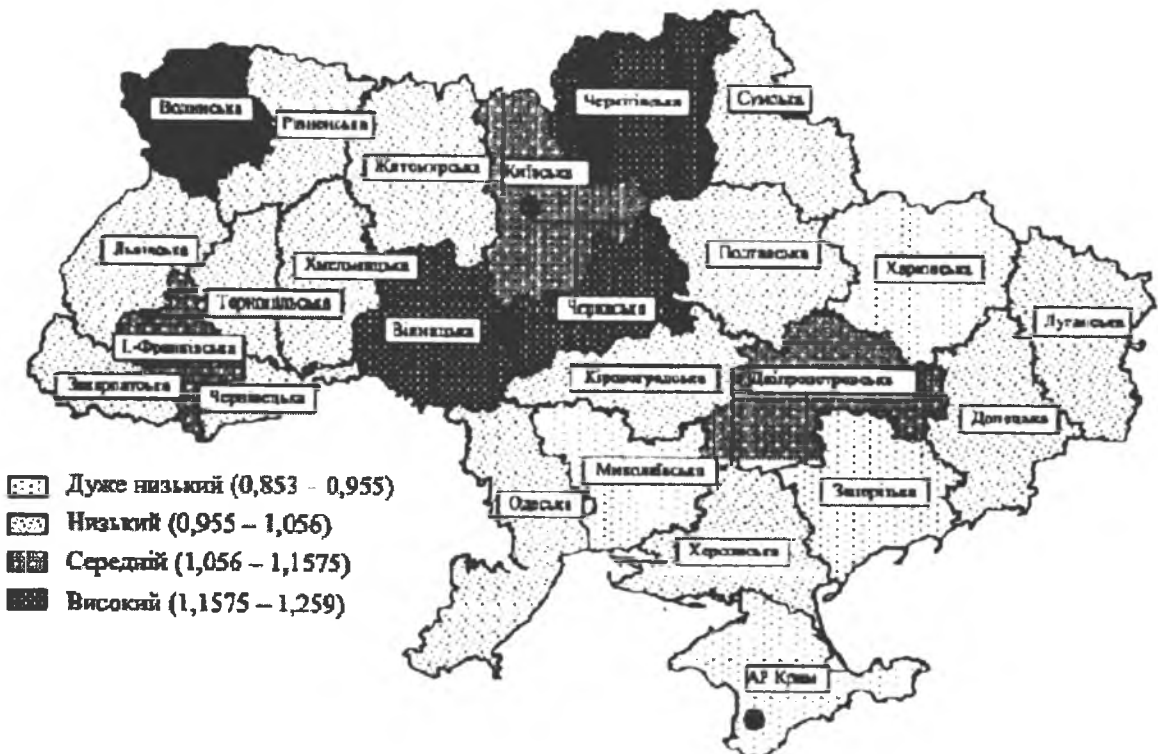 Волинська
Рівненська
Житомирська
Київська
Чернігівська
Сумська
Львівська
Тернопільська
Хмельницька
Вінницька
Черкаська
Полтавська
Харківська
Луганська
І.-Франківська
Закарпатська
Чернівецька
Кіровоградська
Дніпропетровська
Донецька
Миколаївська
Одеська
Запорізька
Херсонська
АР Крим
Дуже низький (0,853 – 0,955)
Низький (0,955 – 1,056)
Середній (1,056 – 1,1575)
Високий (1,1575 – 1,259)